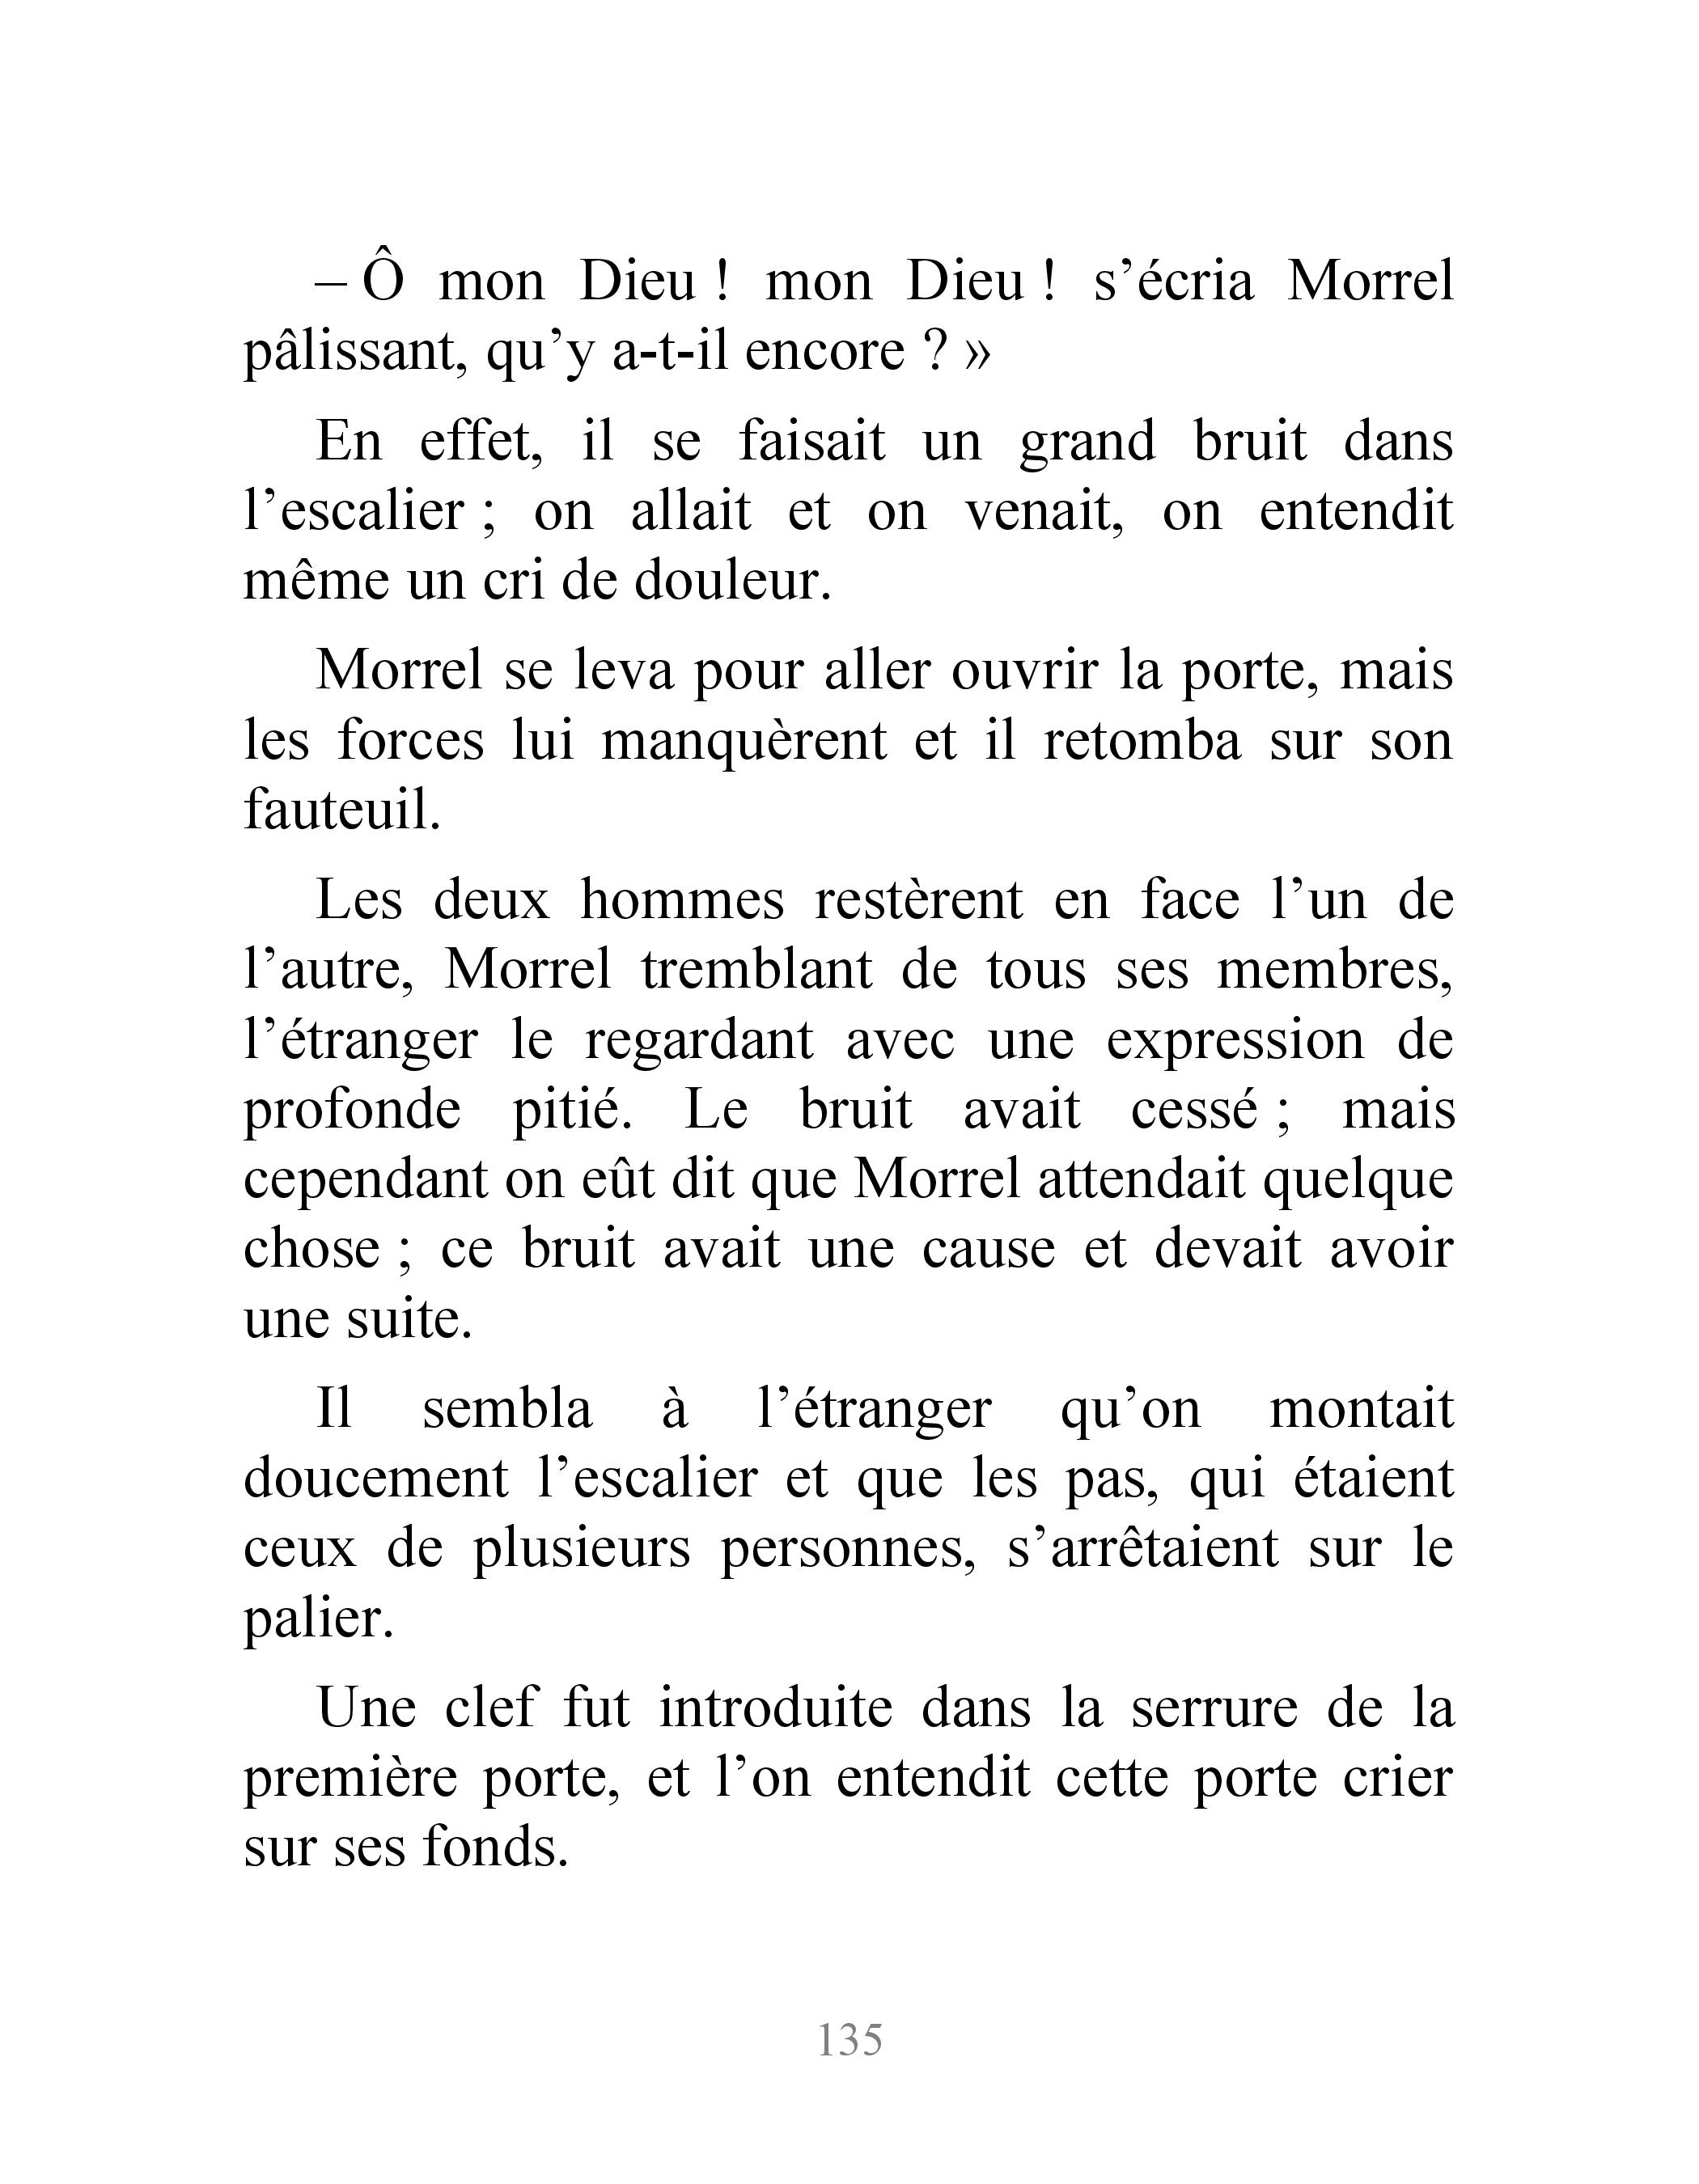 – Ô mon Dieu ! mon Dieu ! s’écria Morrel
pâlissant, qu’y a-t-il encore ? »
En effet, il se faisait un grand bruit dans
l’escalier ; on allait et on venait, on entendit
même un cri de douleur.
Morrel se leva pour aller ouvrir la porte, mais
les forces lui manquèrent et il retomba sur son
fauteuil.
Les deux hommes restèrent en face l’un de
l’autre, Morrel tremblant de tous ses membres,
l’étranger le regardant avec une expression de
profonde pitié. Le bruit avait cessé ; mais
cependant on eût dit que Morrel attendait quelque
chose ; ce bruit avait une cause et devait avoir
une suite.
Il sembla à l’étranger qu’on montait
doucement l’escalier et que les pas, qui étaient
ceux de plusieurs personnes, s’arrêtaient sur le
palier.
Une clef fut introduite dans la serrure de la
première porte, et l’on entendit cette porte crier
sur ses fonds.
135